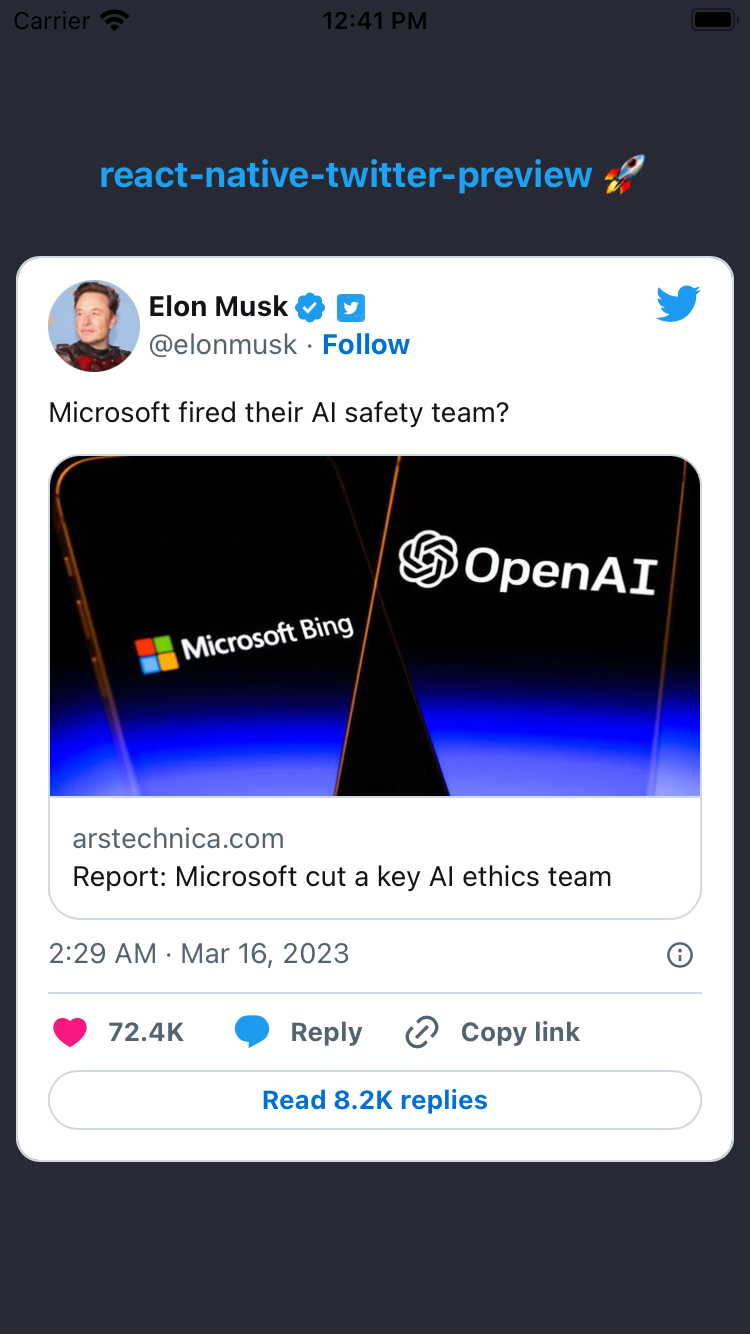 Carrier 12:41 PM
react-native-twitter-preview 🚀
Elon Musk
@elonmusk · Follow
Microsoft fired their AI safety team?
OpenAI
Microsoft Bing
arstechnica.com
Report: Microsoft cut a key AI ethics team
2:29 AM · Mar 16, 2023
72.4K Reply Copy link
Read 8.2K replies